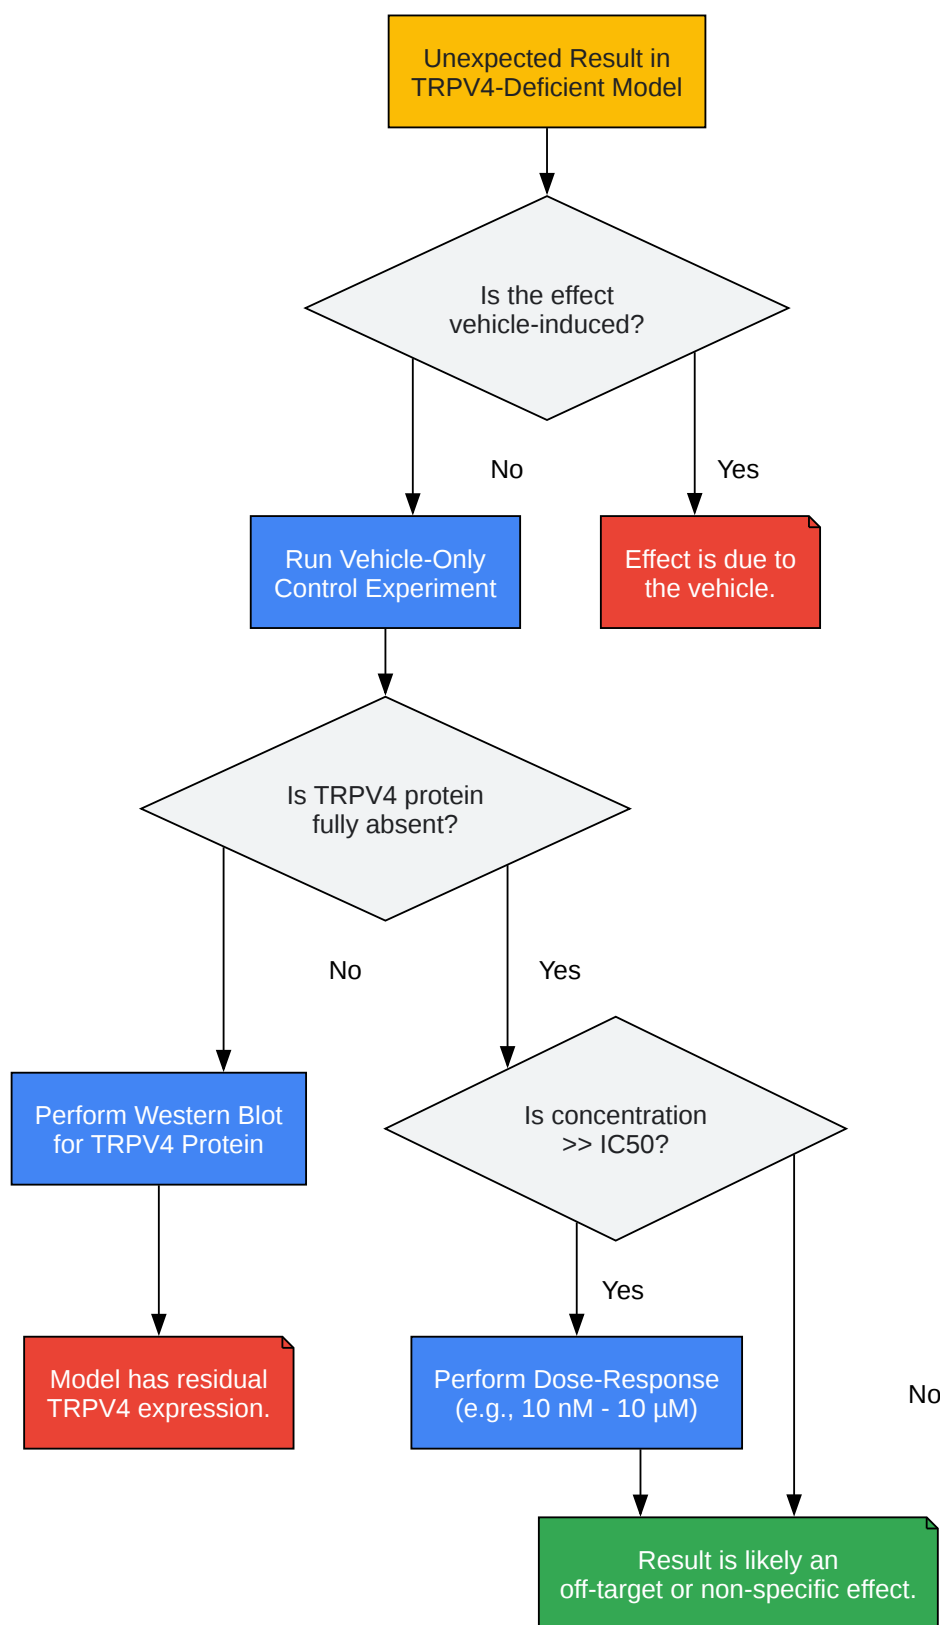 Unexpected Result in
TRPV4-Deficient Model
Is the effect
vehicle-induced?
No
Yes
Run Vehicle-Only
Control Experiment
Effect is due to
the vehicle.
Is TRPV4 protein
fully absent?
No
Yes
Perform Western Blot
for TRPV4 Protein
Is concentration
>> IC50?
Yes
Model has residual
TRPV4 expression.
Perform Dose-Response
(e.g., 10 nM - 10 µM)
No
Result is likely an
off-target or non-specific effect.